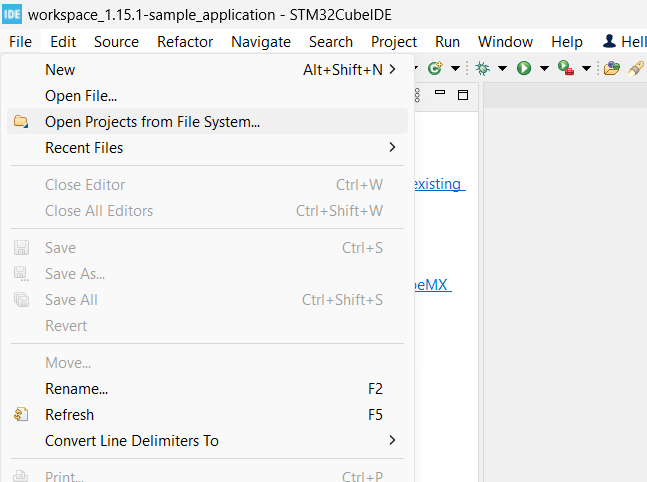 IDE workspace_1.15.1-sample_application - STM32CubeIDE
File Edit Source Refactor Navigate Search Project Run Window Help Hell
New Alt+Shift+N
Open File...
Open Projects from File System...
Recent Files
existing
Close Editor Ctrl+W
Close All Editors Ctrl+Shift+W
Save Ctrl+S
Save As...
beMX
Save All Ctrl+Shift+S
Revert
Move...
Rename... F2
Refresh F5
Convert Line Delimiters To
Print... Ctrl+P